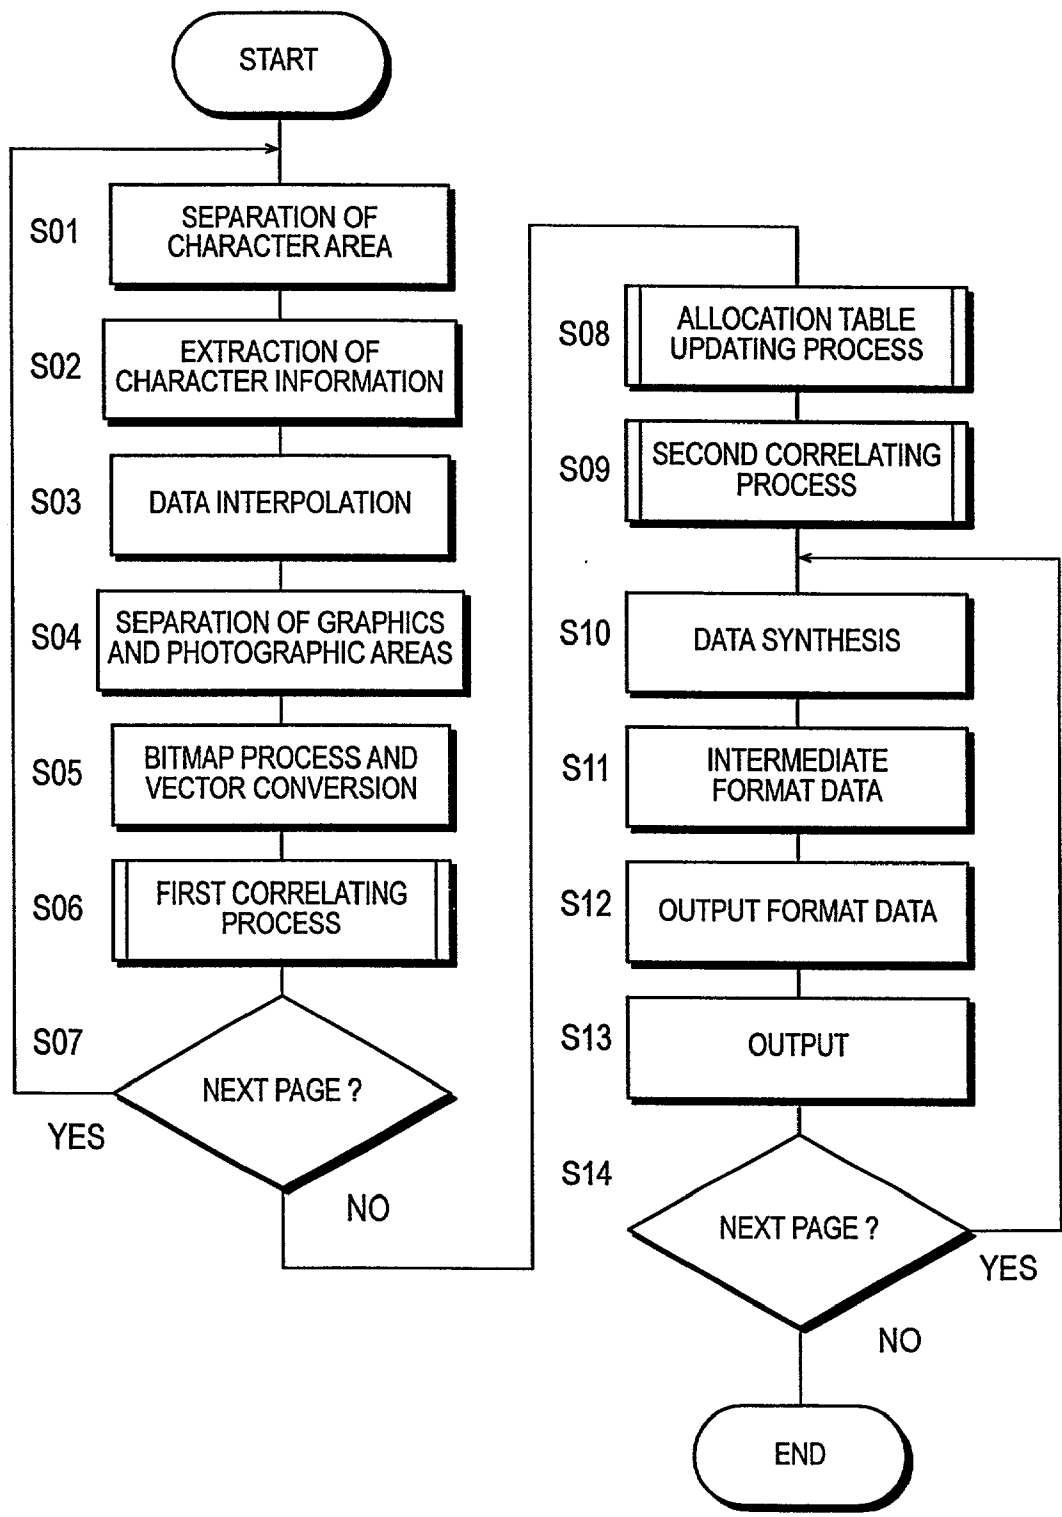 START
S01
SEPARATION OF
CHARACTER AREA
S02
EXTRACTION OF
CHARACTER INFORMATION
S03
DATA INTERPOLATION
S04
SEPARATION OF GRAPHICS
AND PHOTOGRAPHIC AREAS
S05
BITMAP PROCESS AND
VECTOR CONVERSION
S06
FIRST CORRELATING
PROCESS
S07
NEXT PAGE ?
YES
NO
S08
ALLOCATION TABLE
UPDATING PROCESS
S09
SECOND CORRELATING
PROCESS
S10
DATA SYNTHESIS
S11
INTERMEDIATE
FORMAT DATA
S12
OUTPUT FORMAT DATA
S13
OUTPUT
S14
NEXT PAGE ?
YES
NO
END